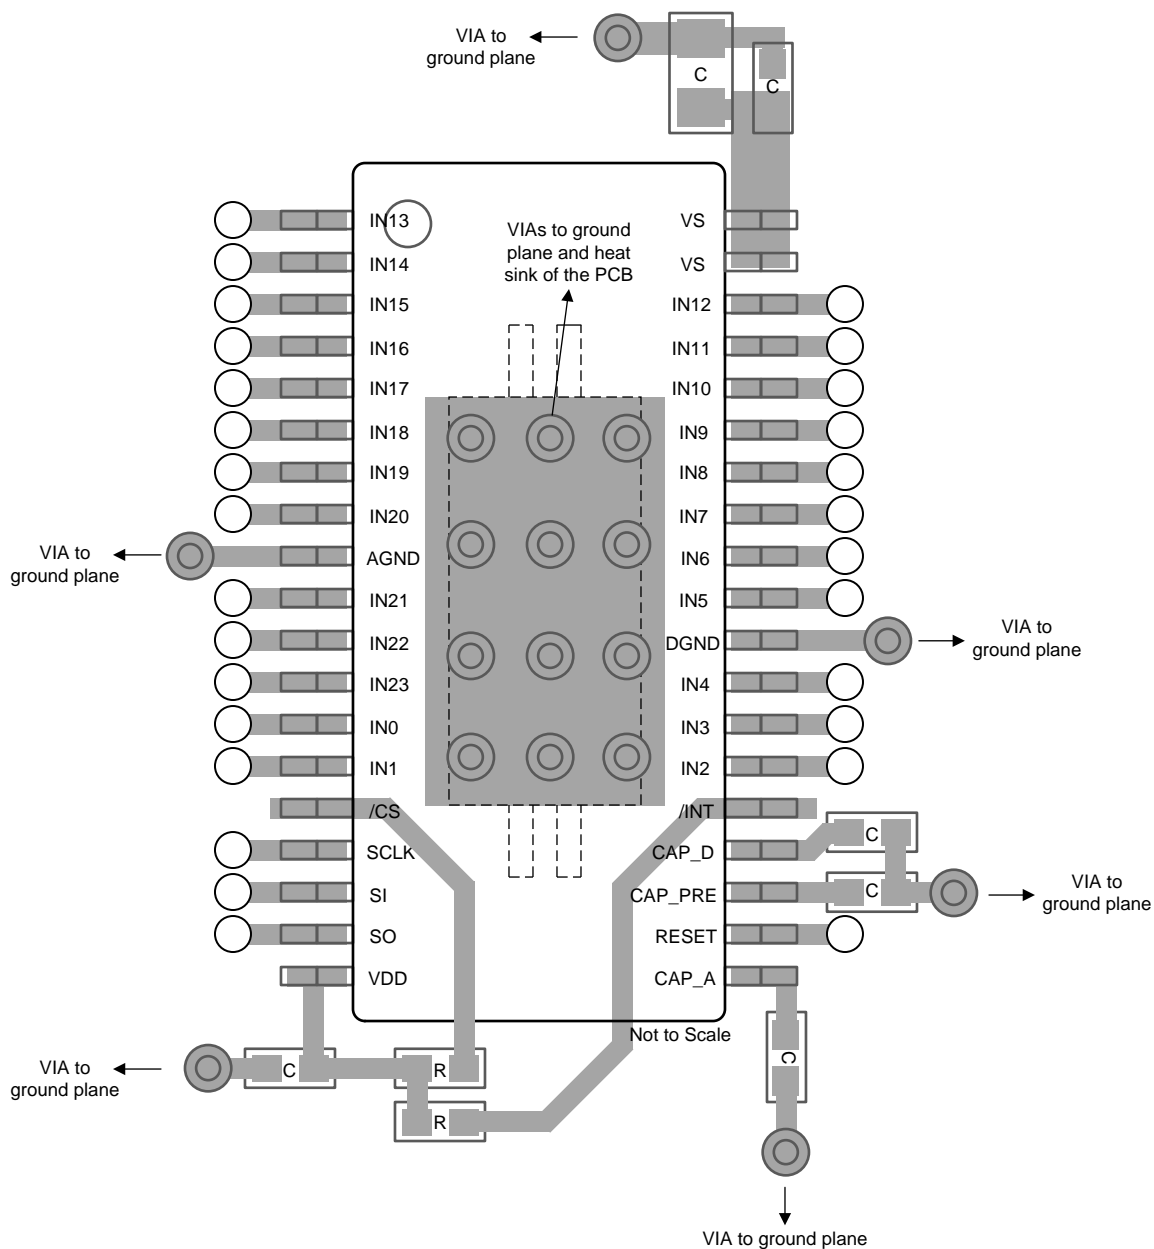 VIA to
ground plane
C
C
IN13
VS
VIAs to ground
plane and heat
sink of the PCB
IN14
VS
IN15
IN12
IN16
IN11
IN17
IN10
IN18
IN9
IN19
IN8
IN20
IN7
VIA to
ground plane
AGND
IN6
IN21
IN5
IN22
DGND
VIA to
ground plane
IN23
IN4
IN0
IN3
IN1
IN2
/CS
/INT
C
SCLK
CAP_D
SI
CAP_PRE
C
VIA to
ground plane
SO
RESET
VDD
CAP_A
Not to Scale
VIA to
ground plane
C
R
C
R
VIA to ground plane